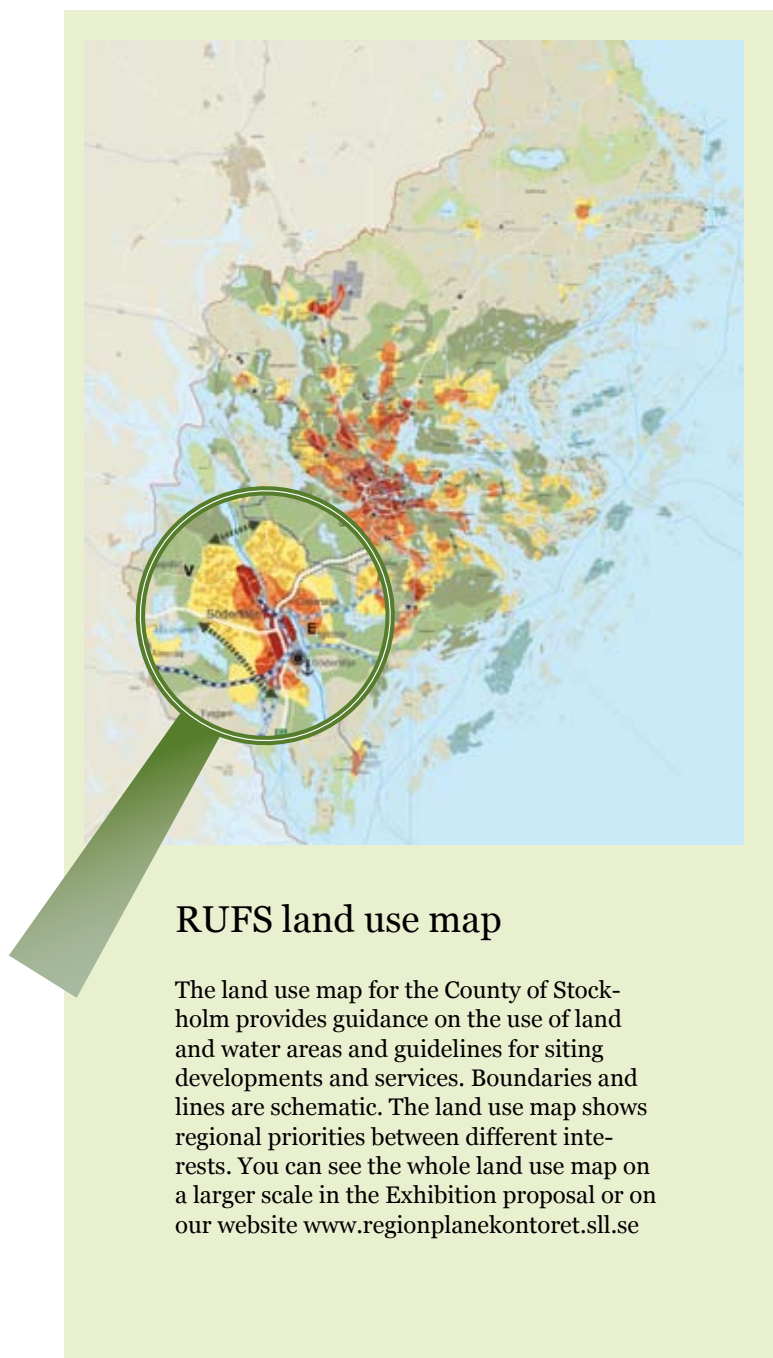 V
Södertälje
E
Södertälje
RUFS land use map
The land use map for the County of Stock-
holm provides guidance on the use of land
and water areas and guidelines for siting
developments and services. Boundaries and
lines are schematic. The land use map shows
regional priorities between different inte-
rests. You can see the whole land use map on
a larger scale in the Exhibition proposal or on
our website www.regionplanekontoret.sll.se